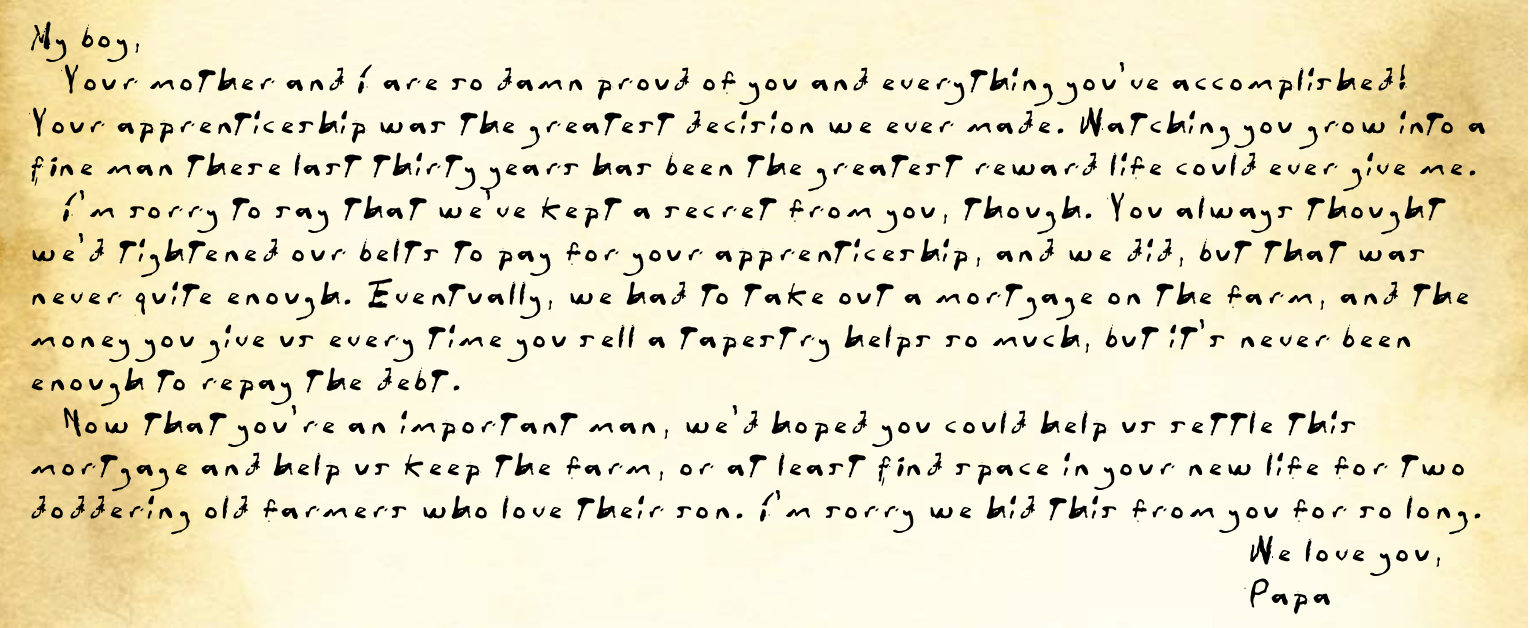 My boy,
Your mother and I are so damn proud of you and everything you've accomplished!
Your apprenticeship was the greatest decision we ever made. Watching you grow into a
fine man these last thirty years has been the greatest reward life could ever give me.
I'm sorry to say that we've kept a secret from you, though. You always thought
we'd tightened our belts to pay for your apprenticeship, and we did, but that was
never quite enough. Eventually, we had to take out a mortgage on the farm, and the
money you give us every time you sell a tapestry helps so much, but it's never been
enough to repay the debt.
Now that you're an important man, we'd hoped you could help us settle this
mortgage and help us keep the farm, or at least find space in your new life for two
doddering old farmers who love their son. I'm sorry we hid this from you for so long.
We love you,
Papa